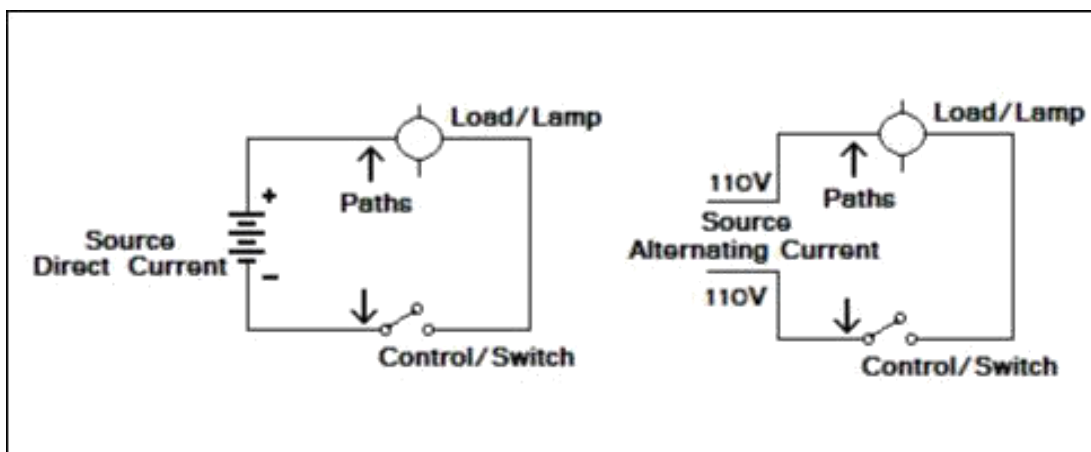 Load/Lamp
Paths
+
Source
Direct Current
-
Control/Switch
Load/Lamp
110V
Paths
Source
Alternating Current
110V
Control/Switch